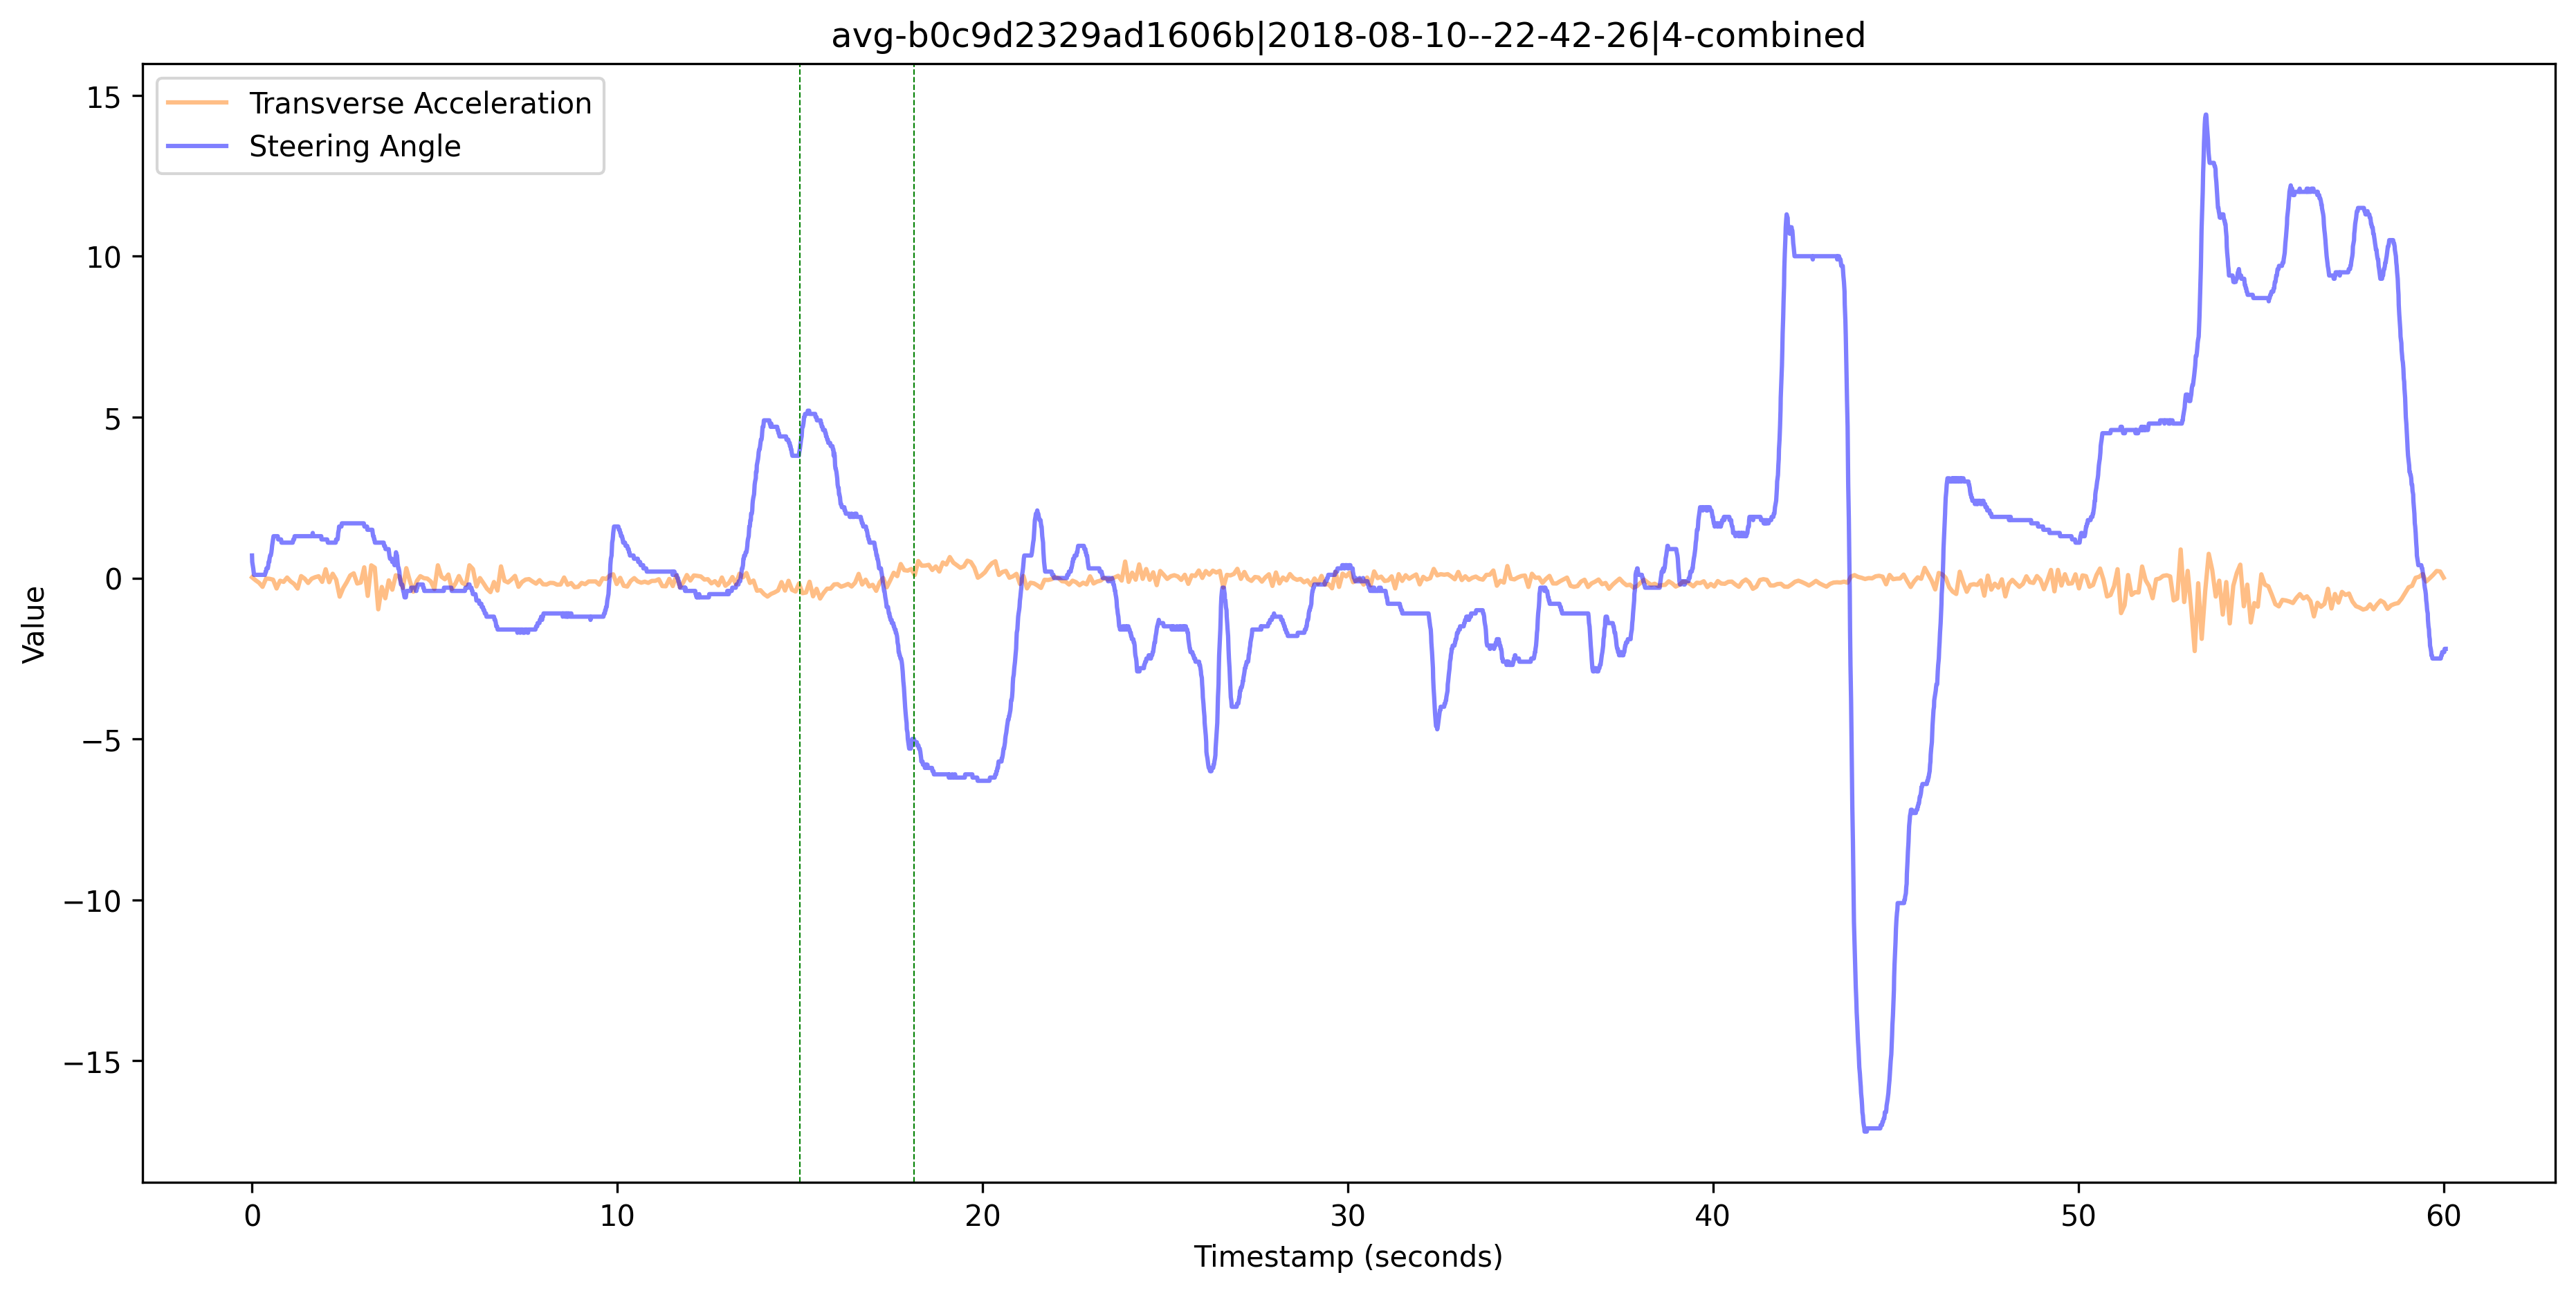 avg-b0c9d2329ad1606b|2018-08-10--22-42-26|4-combined
Transverse Acceleration
Steering Angle
15
10
5
0
−5
−10
−15
Value
0 10 20 30 40 50 60
Timestamp (seconds)